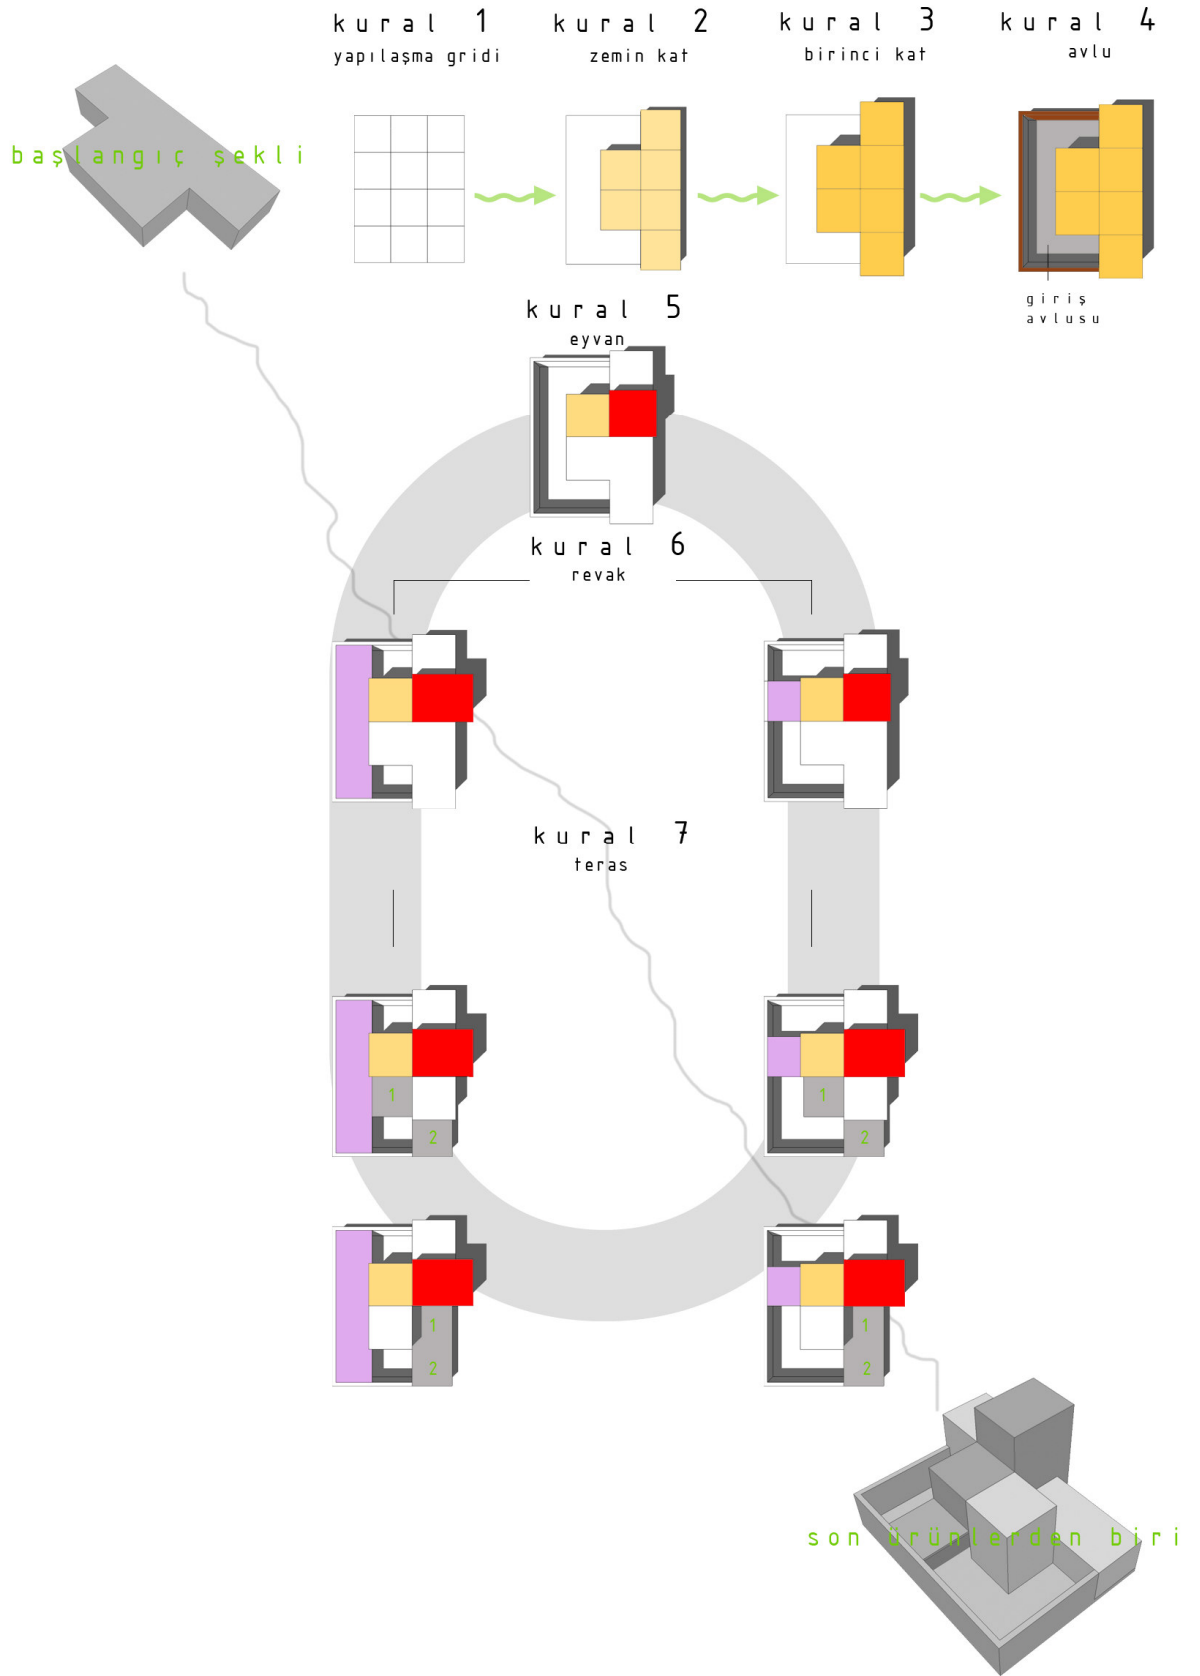 kural 1
yapılaşma gridi
kural 2
zemin kat
kural 3
birinci kat
kural 4
avlu
başlangıç şekli
giriş
avlusu
kural 5
eyvan
kural 6
revak
kural 7
teras
1
2
1
2
1
2
1
2
son ürünlerden biri